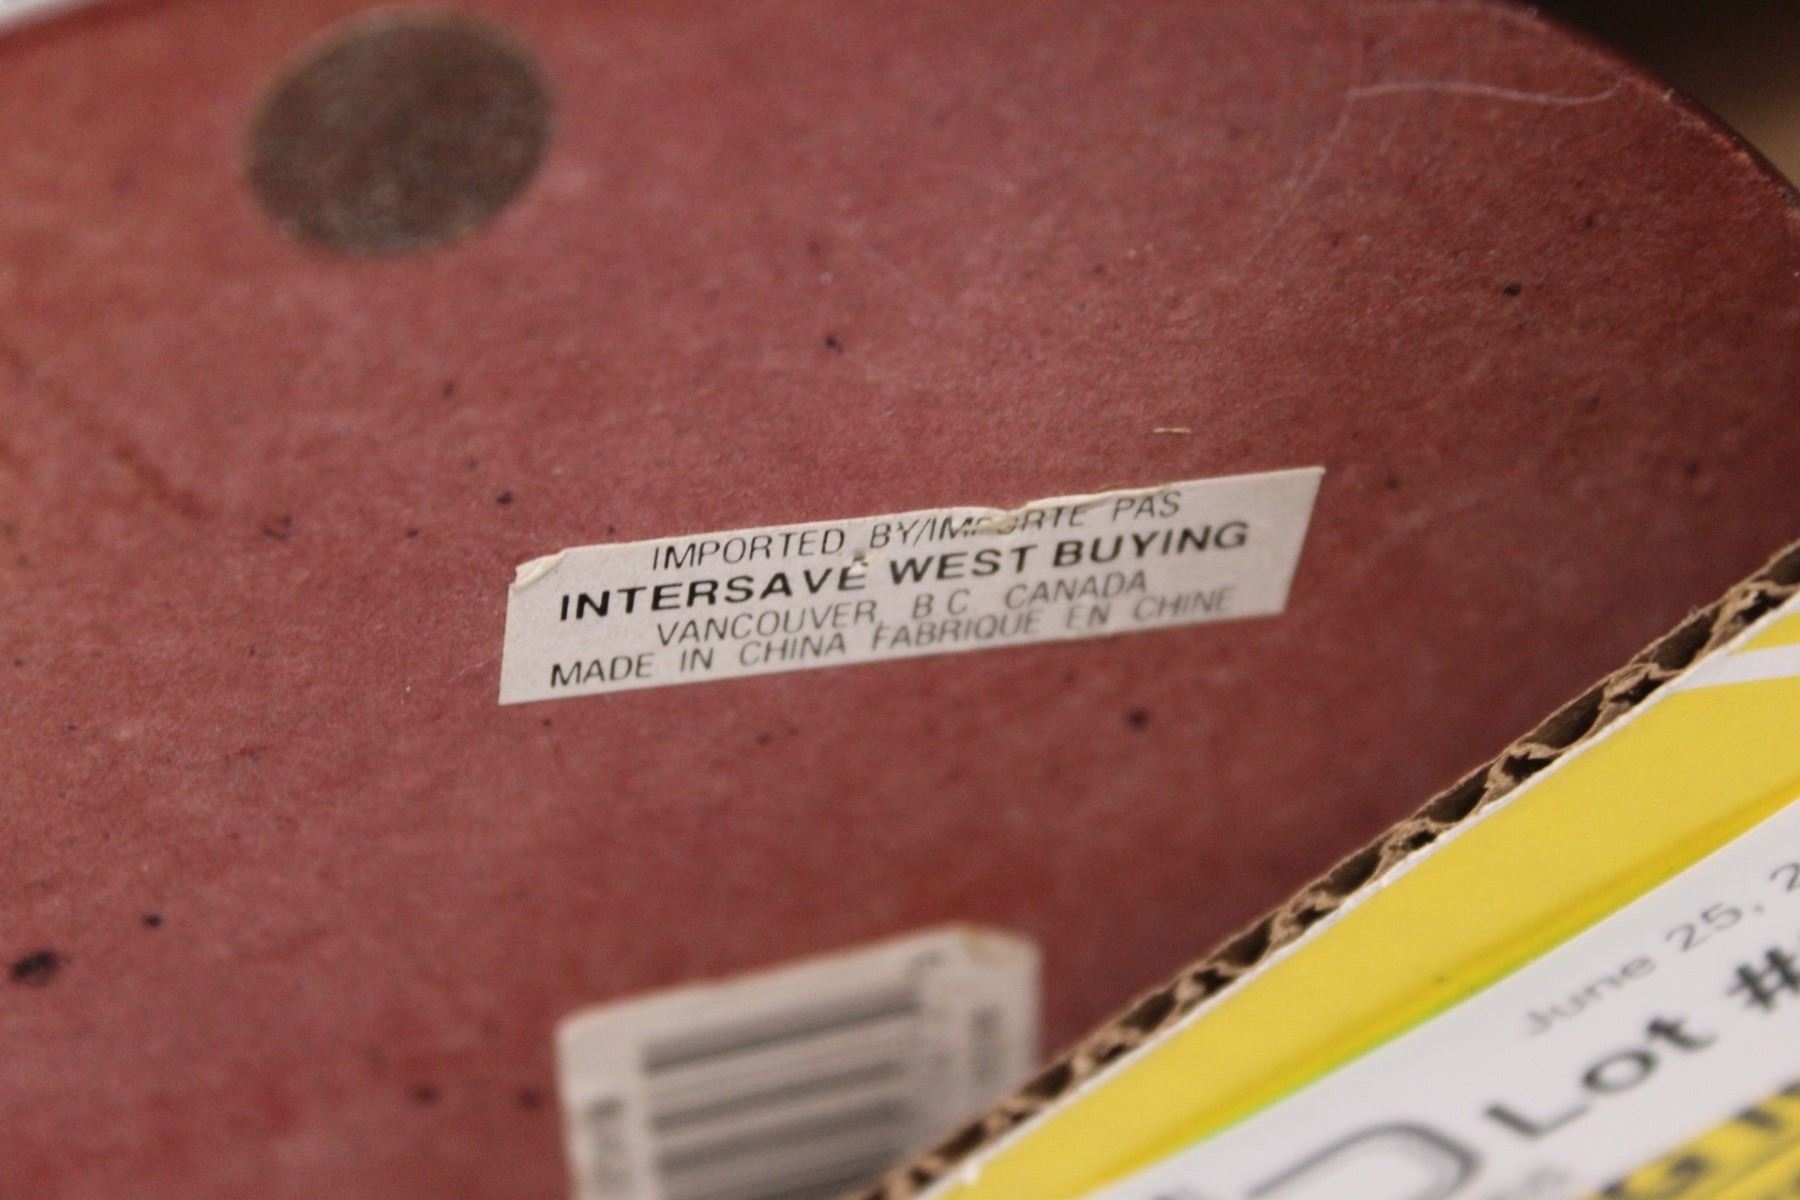 IMPORTED BY/IMPORTE PAS
INTERSAVE WEST BUYING
VANCOUVER, B C CANADA
MADE IN CHINA FABRIQUE EN CHINE
June 25,
Lot #